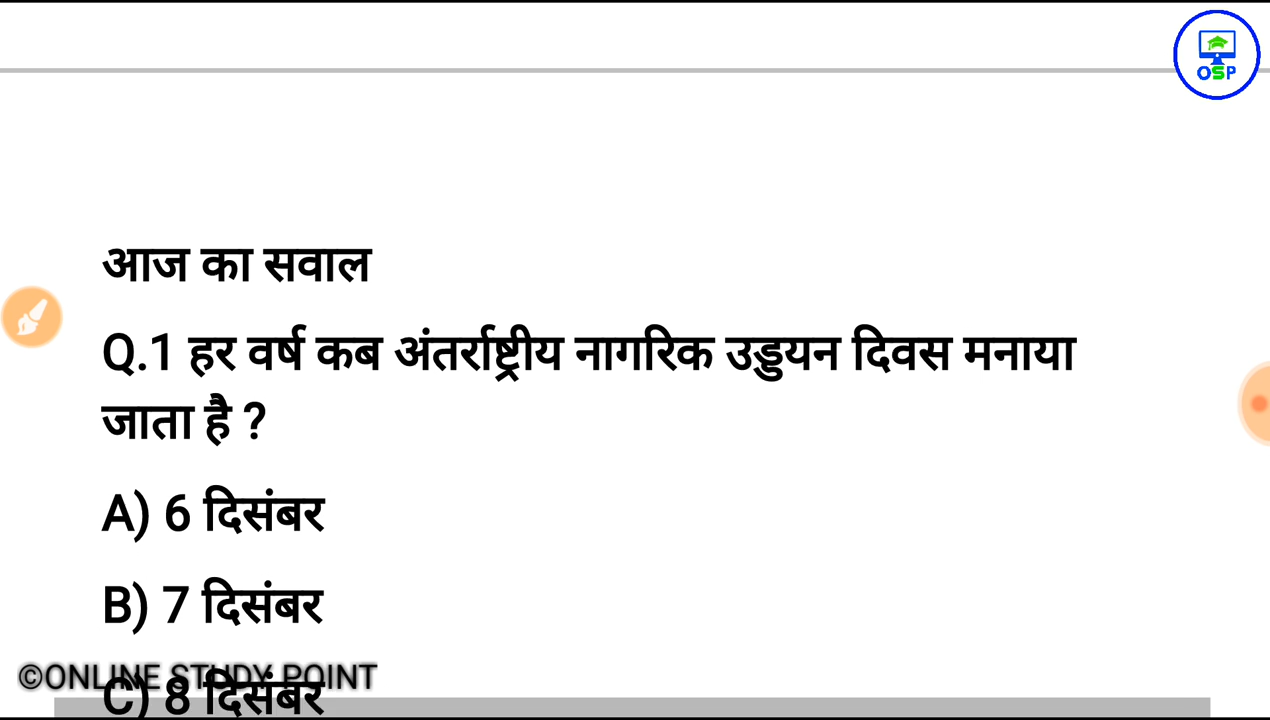 OSP
आज का सवाल
Q.1 हर वर्ष कब अंतर्राष्ट्रीय नागरिक उड्डयन दिवस मनाया
जाता है ?
A) 6 दिसंबर
B) 7 दिसंबर
©ONLINE STUDY POINT
C) 8 दिसंबर